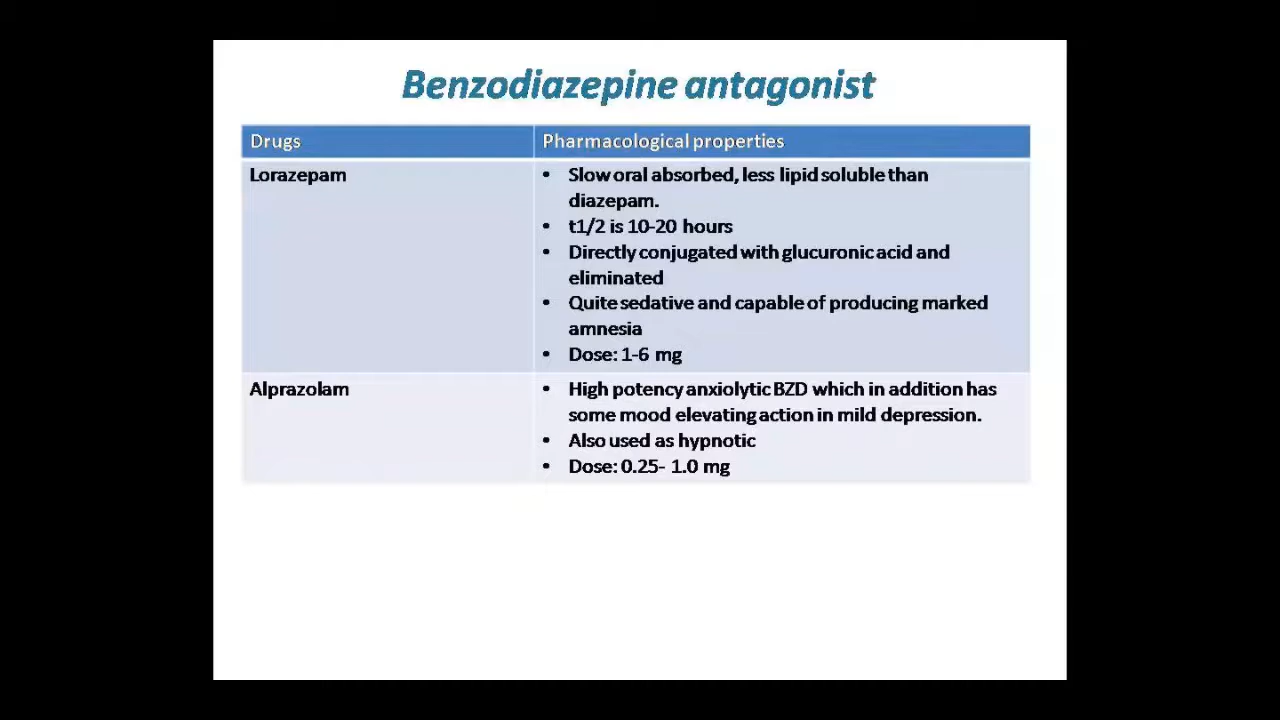 Benzodiazepine antagonist
Drugs
Pharmacological properties
Lorazepam
• Slow oral absorbed, less lipid soluble than
diazepam.
• t1/2 is 10-20 hours
• Directly conjugated with glucuronic acid and
eliminated
• Quite sedative and capable of producing marked
amnesia
• Dose: 1-6 mg
Alprazolam
• High potency anxiolytic BZD which in addition has
some mood elevating action in mild depression.
• Also used as hypnotic
• Dose: 0.25- 1.0 mg